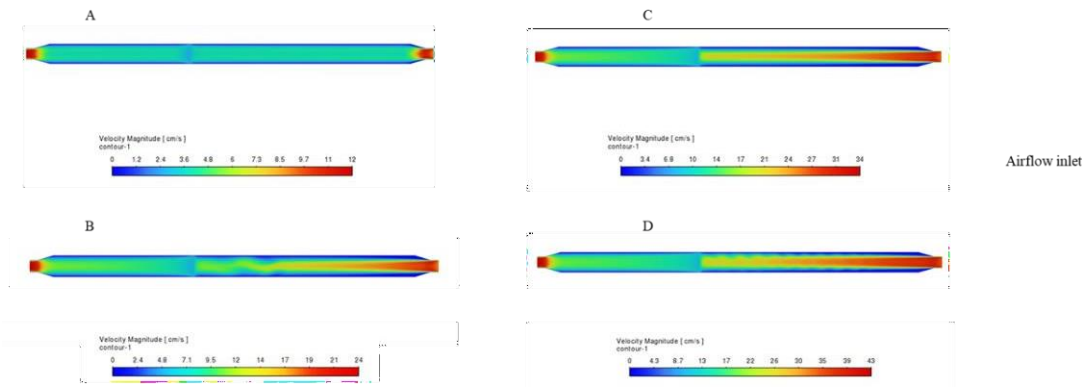 A
Velocity Magnitude [ cm/s ]
contour-1
0 1.2 2.4 3.6 4.8 6 7.3 8.5 9.7 11 12
C
Velocity Magnitude [ cm/s ]
contour-1
0 3.4 6.8 10 14 17 21 24 27 31 34
Airflow inlet
B
Velocity Magnitude [ cm/s ]
contour-1
0 2.4 4.8 7.1 9.5 12 14 17 19 21 24
D
Velocity Magnitude [ cm/s ]
contour-1
0 4.3 8.7 13 17 22 26 30 35 39 43